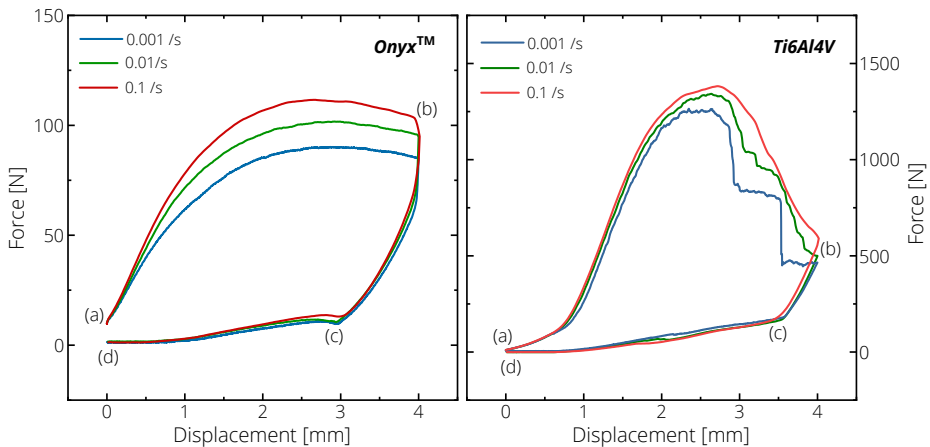 150
100
50
0
Force [N]
0.001 /s
0.01/s
0.1 /s
Onyx™
(a)
(b)
(c)
(d)
0 1 2 3 4
Displacement [mm]
0.001 /s
0.01 /s
0.1 /s
Ti6Al4V
(a)
(b)
(c)
(d)
1500
1000
500
0
Force [N]
0 1 2 3 4
Displacement [mm]